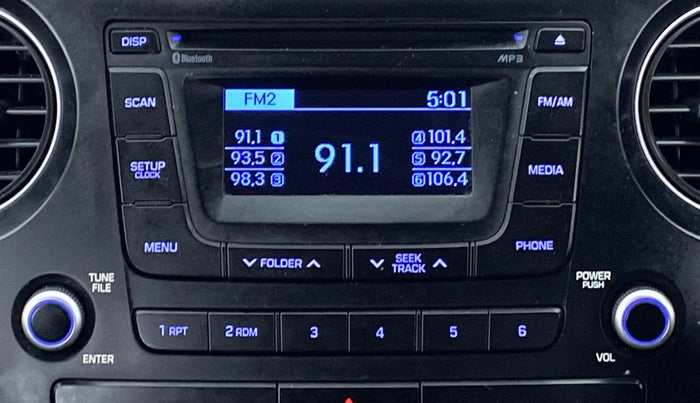 DISP
Bluetooth
MP3
SCAN
FM2 5:01
FM/AM
91.1 1 4 101.4
93.5 2 91.1 5 92.7
98.3 3 6 106.4
SETUP
CLOCK
MEDIA
MENU
FOLDER
SEEK
TRACK
PHONE
TUNE
FILE
POWER
PUSH
1 RPT 2 RDM 3 4 5 6
ENTER
VOL